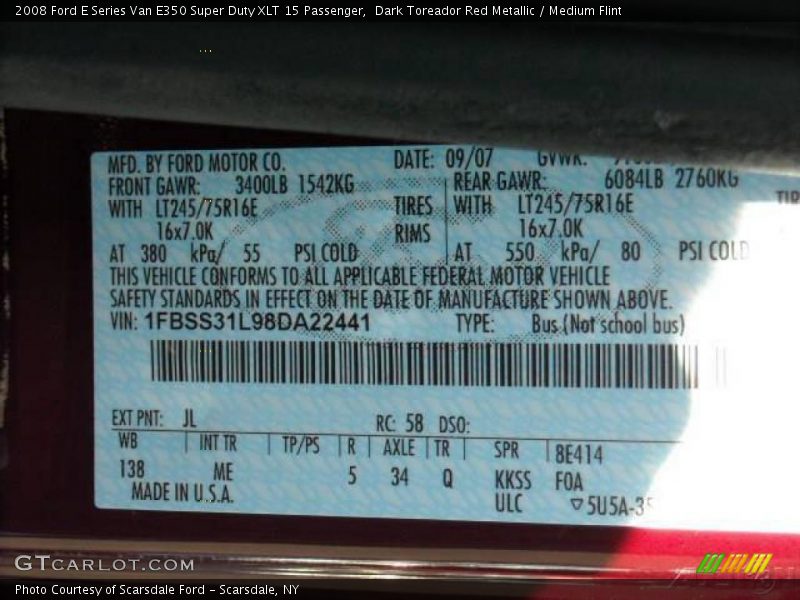 2008 Ford E Series Van E350 Super Duty XLT 15 Passenger,  Dark Toreador Red Metallic / Medium Flint
MFD. BY FORD MOTOR CO. DATE: 09/07 GVWR:
FRONT GAWR: 3400LB 1542KG REAR GAWR: 6084LB 2760KG
WITH LT245/75R16E TIRES WITH LT245/75R16E TIR
16x7.0K RIMS 16x7.0K
AT 380 kPa/ 55 PSI COLD AT 550 kPa/ 80 PSI COLD
THIS VEHICLE CONFORMS TO ALL APPLICABLE FEDERAL MOTOR VEHICLE
SAFETY STANDARDS IN EFFECT ON THE DATE OF MANUFACTURE SHOWN ABOVE.
VIN: 1FBSS31L98DA22441 TYPE: Bus (Not school bus)
EXT PNT: JL RC: 58 DSO:
WB INT TR TP/PS R AXLE TR SPR 8E414
138 ME 5 34 Q KKSS FOA
MADE IN U.S.A. ULC ▽5U5A-35
GTCARLOT.COM
Photo Courtesy of Scarsdale Ford - Scarsdale, NY